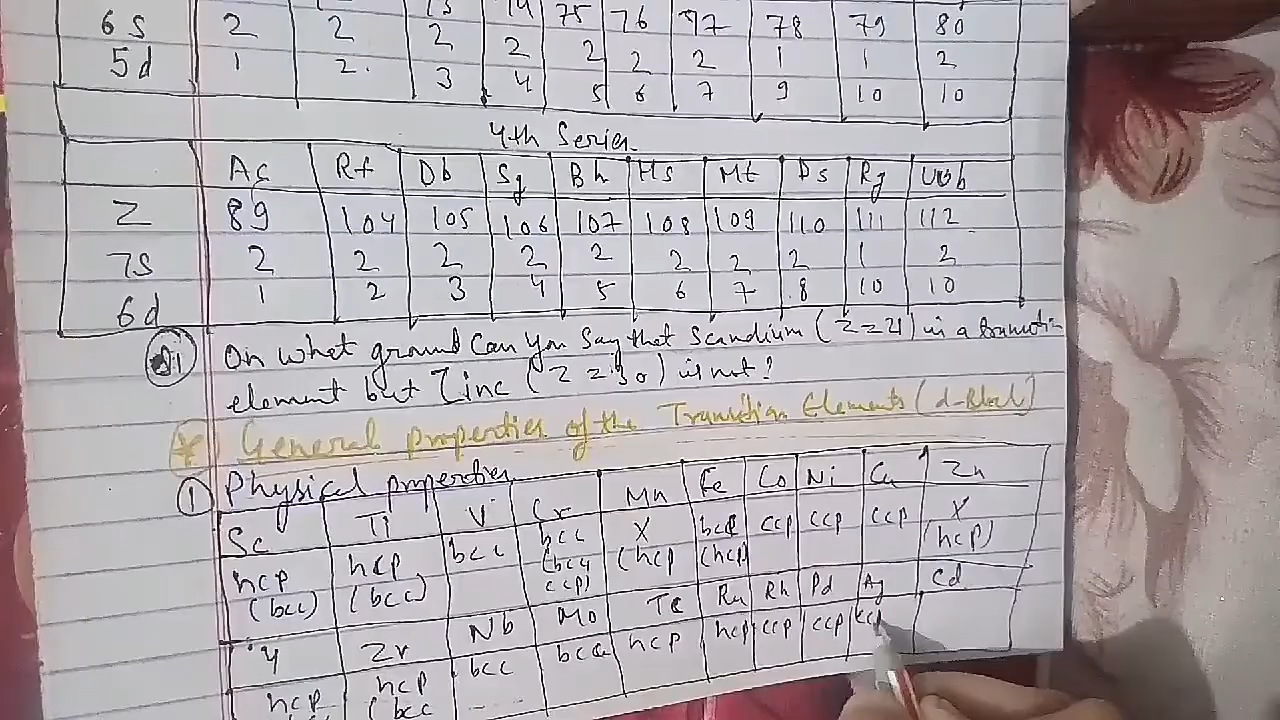 75 76 77 78 79 80
6S 2 2 2 2 2 2 2 1 1 2
5d 1 2. 3 4 5 6 7 9 10 10
4th Series
Ac Rf Db Sg Bh Hs Mt Ds Rg Uub
Z 89 104 105 106 107 108 109 110 111 112
7S 2 2 2 2 2 2 2 2 1 2
6d 1 2 3 4 5 6 7 8 10 10
On what ground can you say that Scandium (Z=21) is a transition
element but Zinc (Z=30) is not?
General properties of the Transition Elements (d-Block)
① Physical properties
Sc Ti V Cr Mn Fe Co Ni Cu Zn
hcp hcp bcc bcc X bcc ccp ccp ccp X
(bcc) (bcc) (bcc, ccp) (hcp (hcp) (hcp)
Y Zr Nb Mo Tc Ru Rh Pd Ag Cd
hcp hcp bcc bcc hcp hcp ccp ccp
(bcc